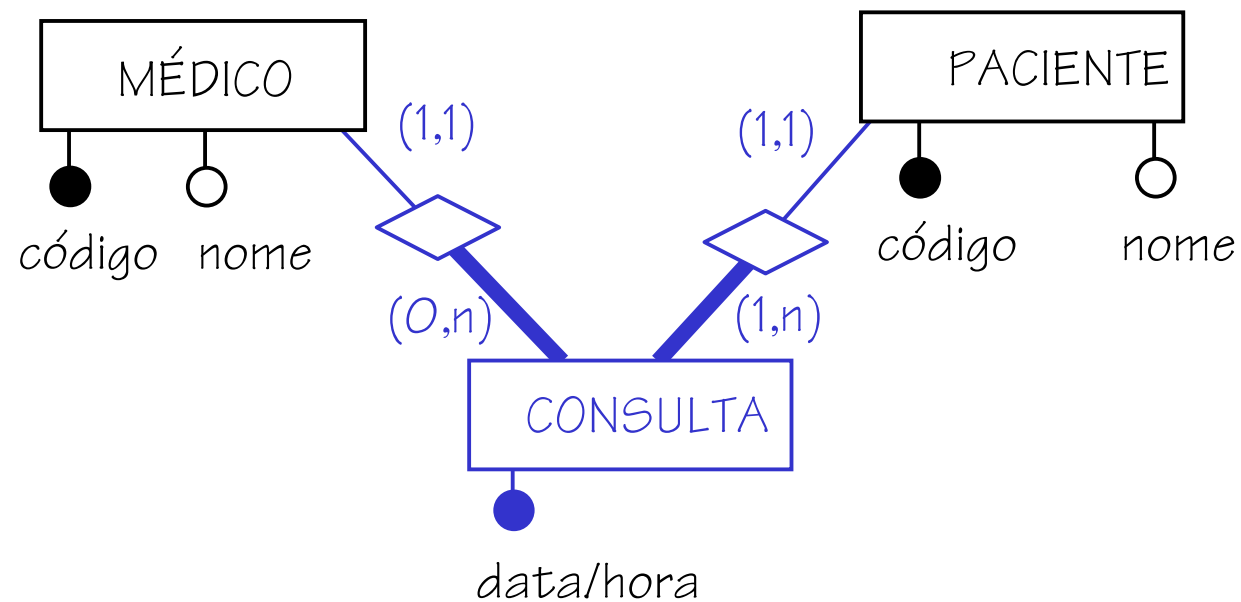 MÉDICO
PACIENTE
(1,1)
(1,1)
código
nome
código
nome
(0,n)
(1,n)
CONSULTA
data/hora